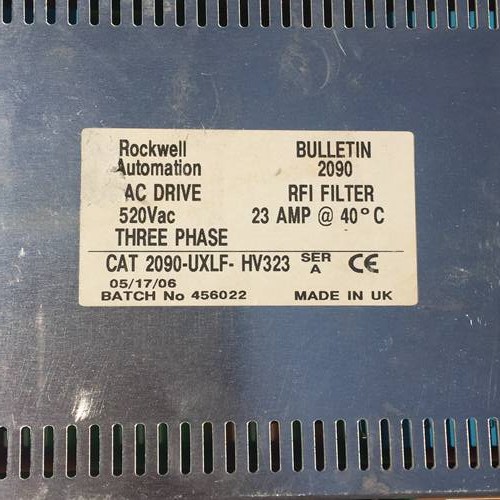 Rockwell Automation BULLETIN 2090
AC DRIVE RFI FILTER
520Vac 23 AMP @ 40°C
THREE PHASE
CAT 2090-UXLF- HV323 SER A CE
05/17/06
BATCH No 456022 MADE IN UK